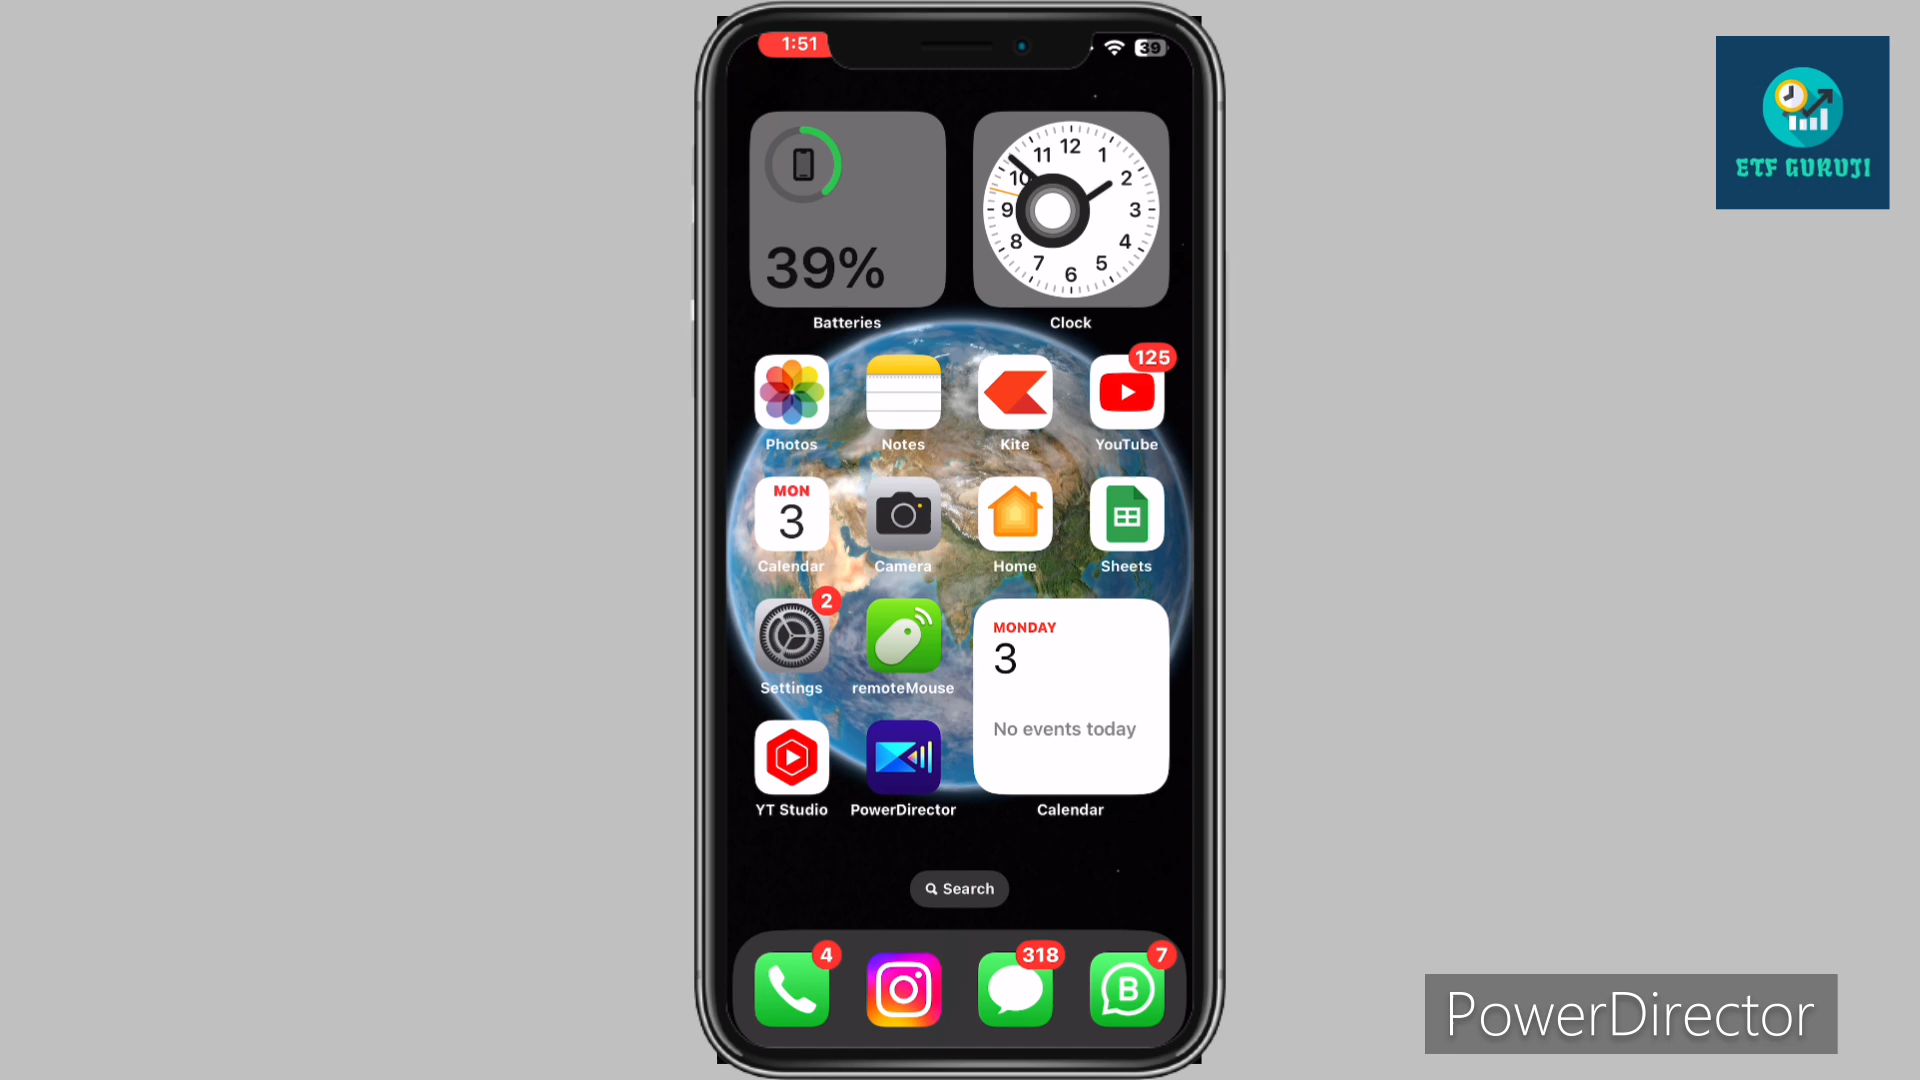 1:51
39
ETF GURUJI
12
11
1
10
2
9
3
8
4
7
5
6
39%
Batteries
Clock
125
Photos
Notes
Kite
YouTube
MON
3
Calendar
Camera
Home
Sheets
2
MONDAY
3
Settings
remoteMouse
No events today
YT Studio
PowerDirector
Calendar
Search
4
318
7
B
PowerDirector